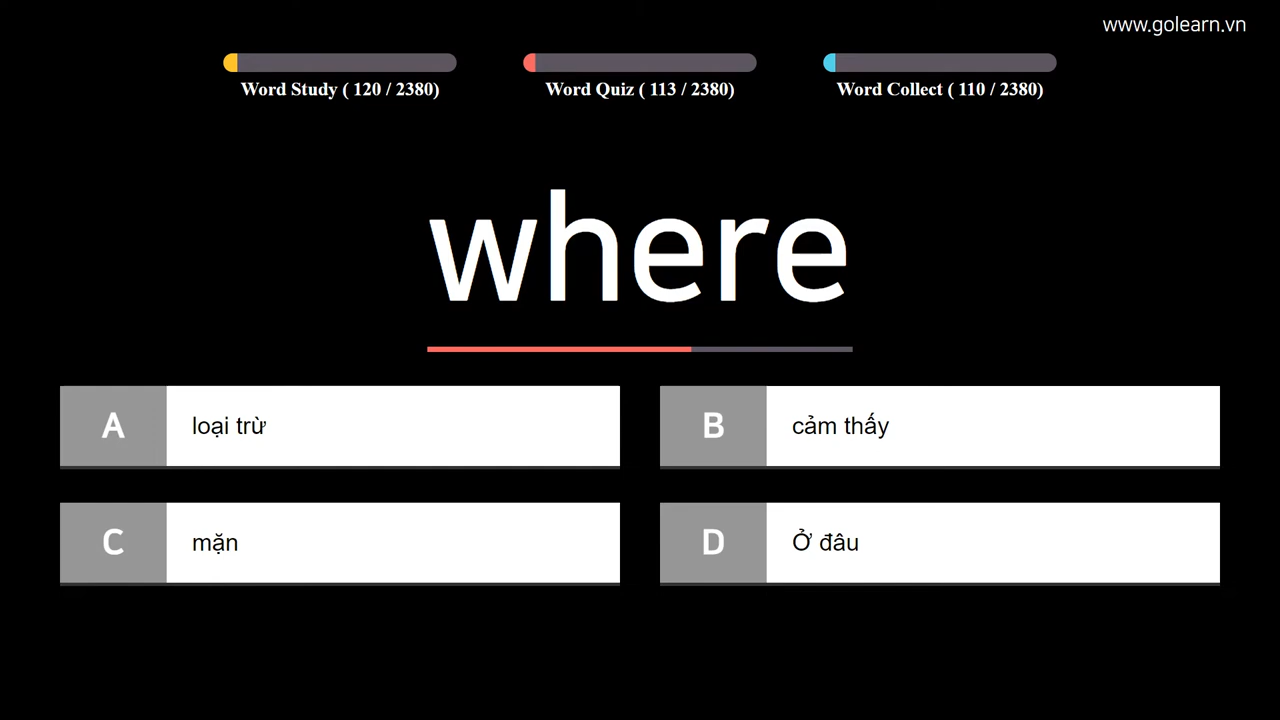 www.golearn.vn
Word Study ( 120 / 2380)
Word Quiz ( 113 / 2380)
Word Collect ( 110 / 2380)
where
A loại trừ
B cảm thấy
C mặn
D Ở đâu